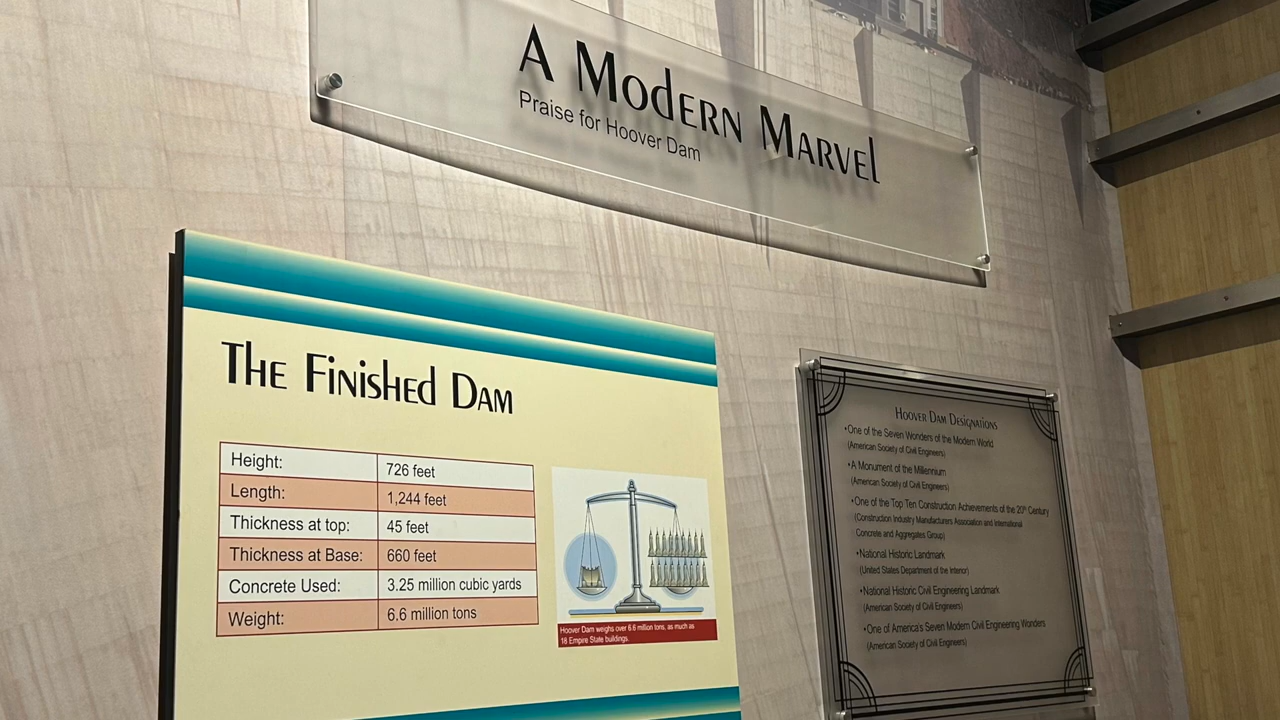 A Modern Marvel
Praise for Hoover Dam
The Finished Dam
Height: 726 feet
Length: 1,244 feet
Thickness at top: 45 feet
Thickness at Base: 660 feet
Concrete Used: 3.25 million cubic yards
Weight: 6.6 million tons
Hoover Dam weighs over 6.6 million tons, as much as
18 Empire State buildings.
Hoover Dam Designations
•One of the Seven Wonders of the Modern World
(American Society of Civil Engineers)
•A Monument of the Millennium
(American Society of Civil Engineers)
•One of the Top Ten Construction Achievements of the 20th Century
(Construction Industry Manufacturers Association and International
Concrete and Aggregates Group)
•National Historic Landmark
(United States Department of the Interior)
•National Historic Civil Engineering Landmark
(American Society of Civil Engineers)
•One of America's Seven Modern Civil Engineering Wonders
(American Society of Civil Engineers)